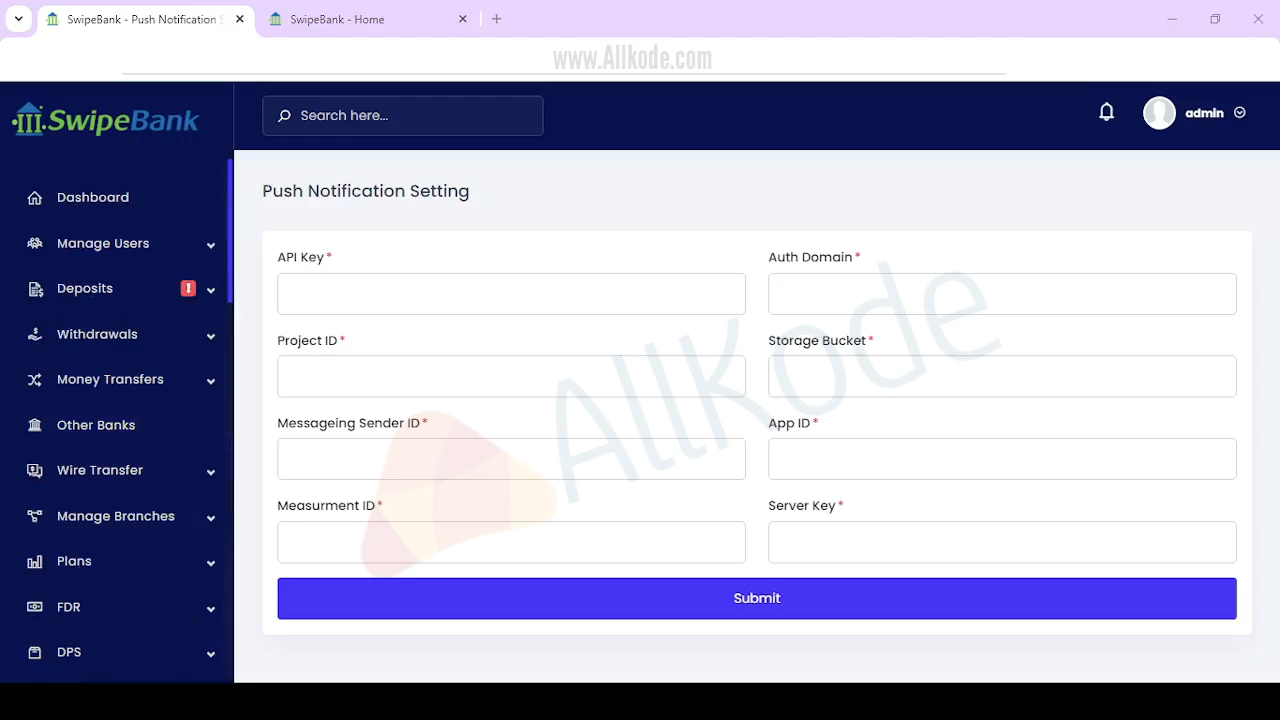 SwipeBank - Push Notification S
SwipeBank - Home
www.Allkode.com
SwipeBank
Search here...
admin
Dashboard
Manage Users
Deposits
!
Withdrawals
Money Transfers
Other Banks
Wire Transfer
Manage Branches
Plans
FDR
DPS
Push Notification Setting
API Key *
Auth Domain *
Project ID *
Storage Bucket *
Messageing Sender ID *
App ID *
Measurment ID *
Server Key *
Submit
AllKode